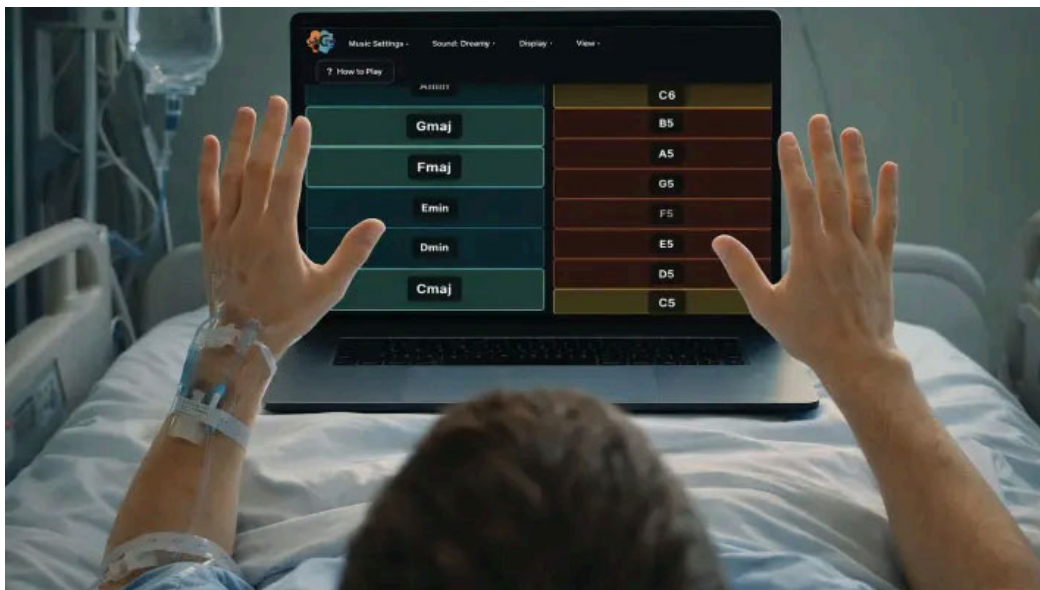 Music Settings
Sound: Dreamy
Display
View
? How to Play
Amin
Gmaj
Fmaj
Emin
Dmin
Cmaj
C6
B5
A5
G5
F5
E5
D5
C5